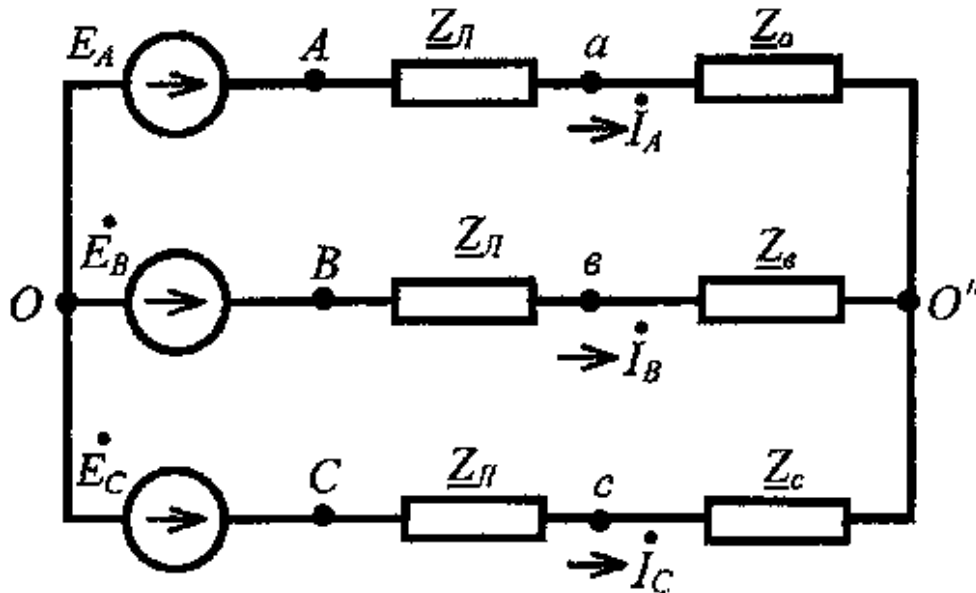 E_A A Z_Л a Z_a
İ_A
Ė_B B Z_Л в Z_в
O O"
İ_B
Ė_C C Z_Л c Z_c
İ_C